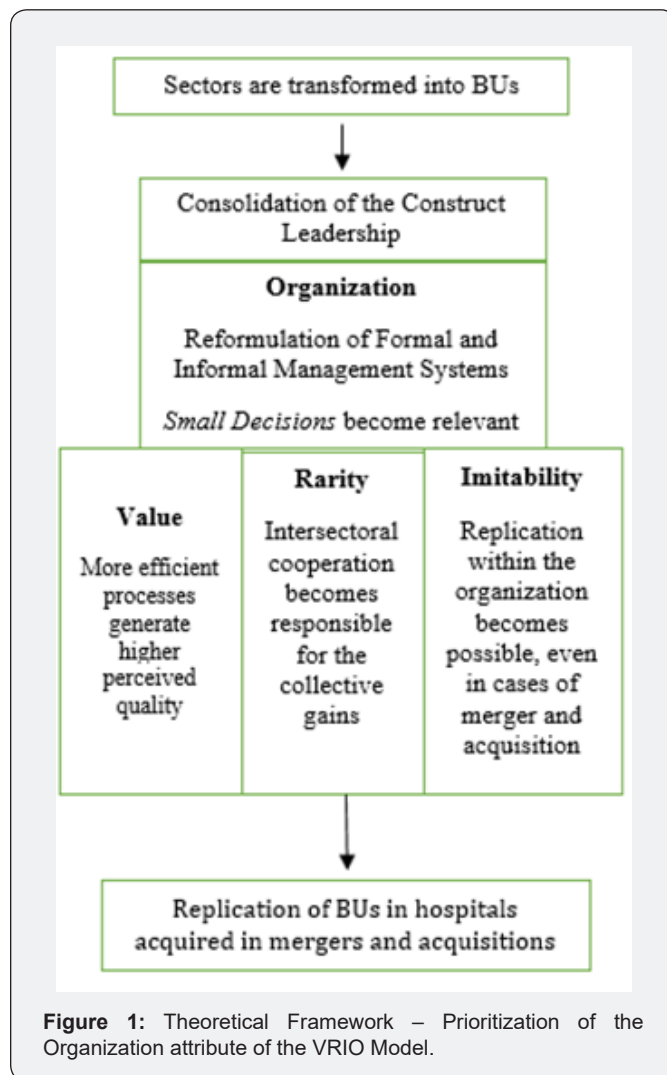 Sectors are transformed into BUs
Consolidation of the Construct
Leadership
Organization
Reformulation of Formal and
Informal Management Systems
Small Decisions become relevant
Value
More efficient
processes
generate
higher
perceived
quality
Rarity
Intersectoral
cooperation
becomes
responsible
for the
collective
gains
Imitability
Replication
within the
organization
becomes
possible, even
in cases of
merger and
acquisition
Replication of BUs in hospitals
acquired in mergers and acquisitions
Figure 1: Theoretical Framework – Prioritization of the
Organization attribute of the VRIO Model.